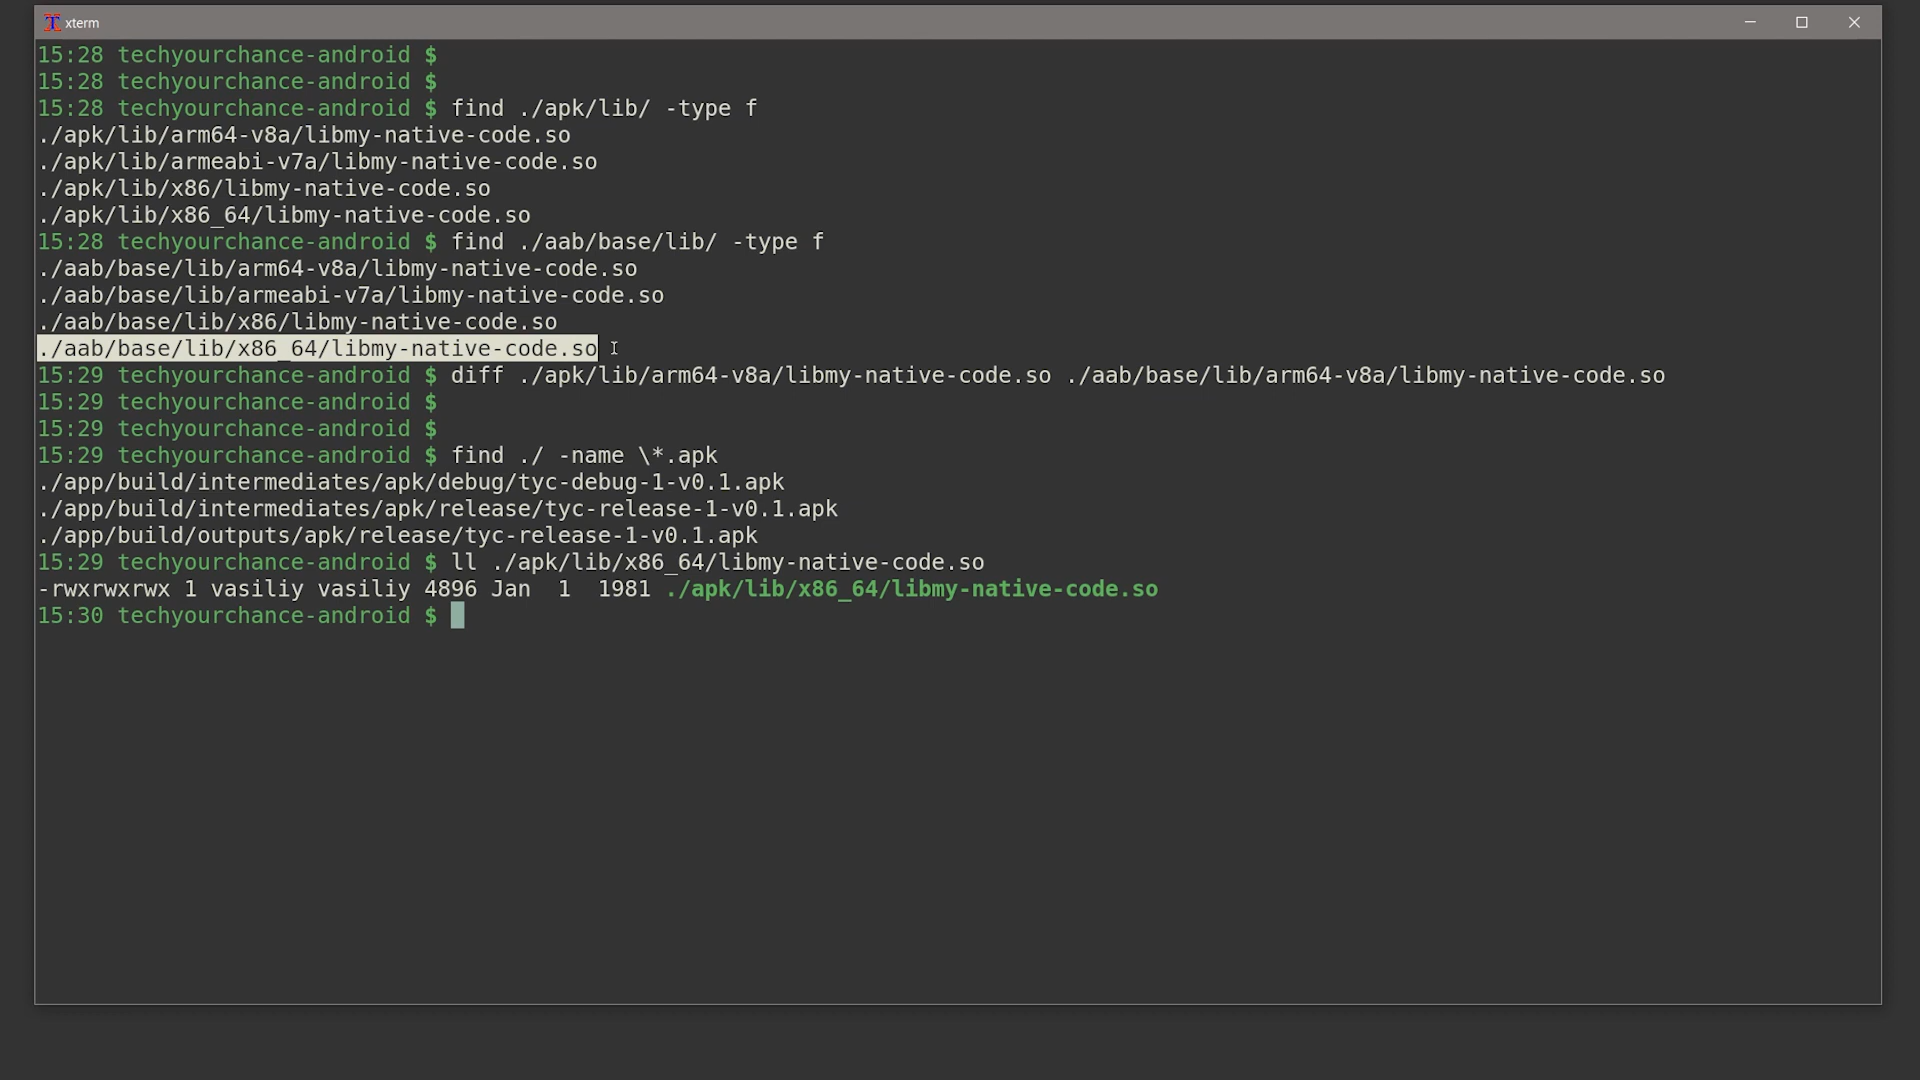 xterm
15:28 techyourchance-android $
15:28 techyourchance-android $
15:28 techyourchance-android $ find ./apk/lib/ -type f
./apk/lib/arm64-v8a/libmy-native-code.so
./apk/lib/armeabi-v7a/libmy-native-code.so
./apk/lib/x86/libmy-native-code.so
./apk/lib/x86_64/libmy-native-code.so
15:28 techyourchance-android $ find ./aab/base/lib/ -type f
./aab/base/lib/arm64-v8a/libmy-native-code.so
./aab/base/lib/armeabi-v7a/libmy-native-code.so
./aab/base/lib/x86/libmy-native-code.so
./aab/base/lib/x86_64/libmy-native-code.so
15:29 techyourchance-android $ diff ./apk/lib/arm64-v8a/libmy-native-code.so ./aab/base/lib/arm64-v8a/libmy-native-code.so
15:29 techyourchance-android $
15:29 techyourchance-android $
15:29 techyourchance-android $ find ./ -name \*.apk
./app/build/intermediates/apk/debug/tyc-debug-1-v0.1.apk
./app/build/intermediates/apk/release/tyc-release-1-v0.1.apk
./app/build/outputs/apk/release/tyc-release-1-v0.1.apk
15:29 techyourchance-android $ ll ./apk/lib/x86_64/libmy-native-code.so
-rwxrwxrwx 1 vasiliy vasiliy 4896 Jan  1  1981 ./apk/lib/x86_64/libmy-native-code.so
15:30 techyourchance-android $